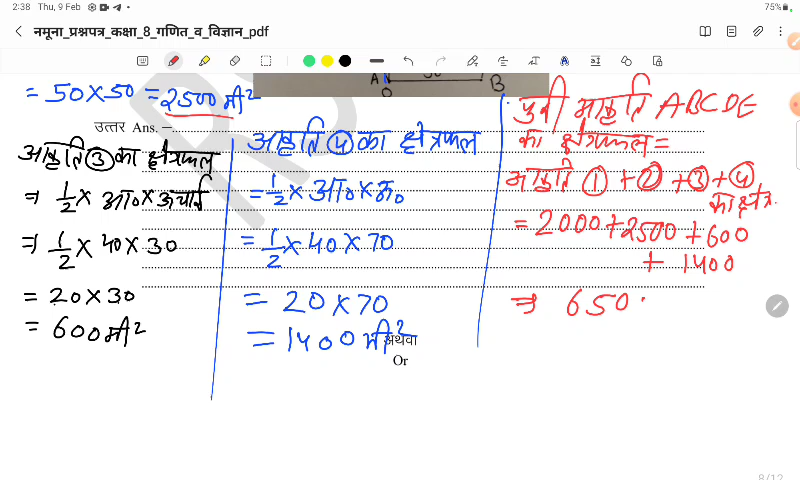 2:38 Thu, 9 Feb
75%
नमूना_प्रश्नपत्र_कक्षा_8_गणित_व_विज्ञान_pdf
A
O
B
= 50 × 50 = 2500 मी²
उत्तर Ans. –
आकृति ③ का क्षेत्रफल
⇒ 1/2 × आ० × ऊंचाई
⇒ 1/2 × 40 × 30
= 20 × 30
= 600 मी²
आकृति ④ का क्षेत्रफल
= 1/2 × आ० × ऊ०
= 1/2 × 40 × 70
= 20 × 70
= 1400 मी²
अथवा
Or
पुरी आकृति ABCDE
का क्षेत्रफल =
आकृति ① + ② + ③ + ④
का क्षेत्र.
= 2000 + 2500 + 600
+ 1400
⇒ 650
8/12